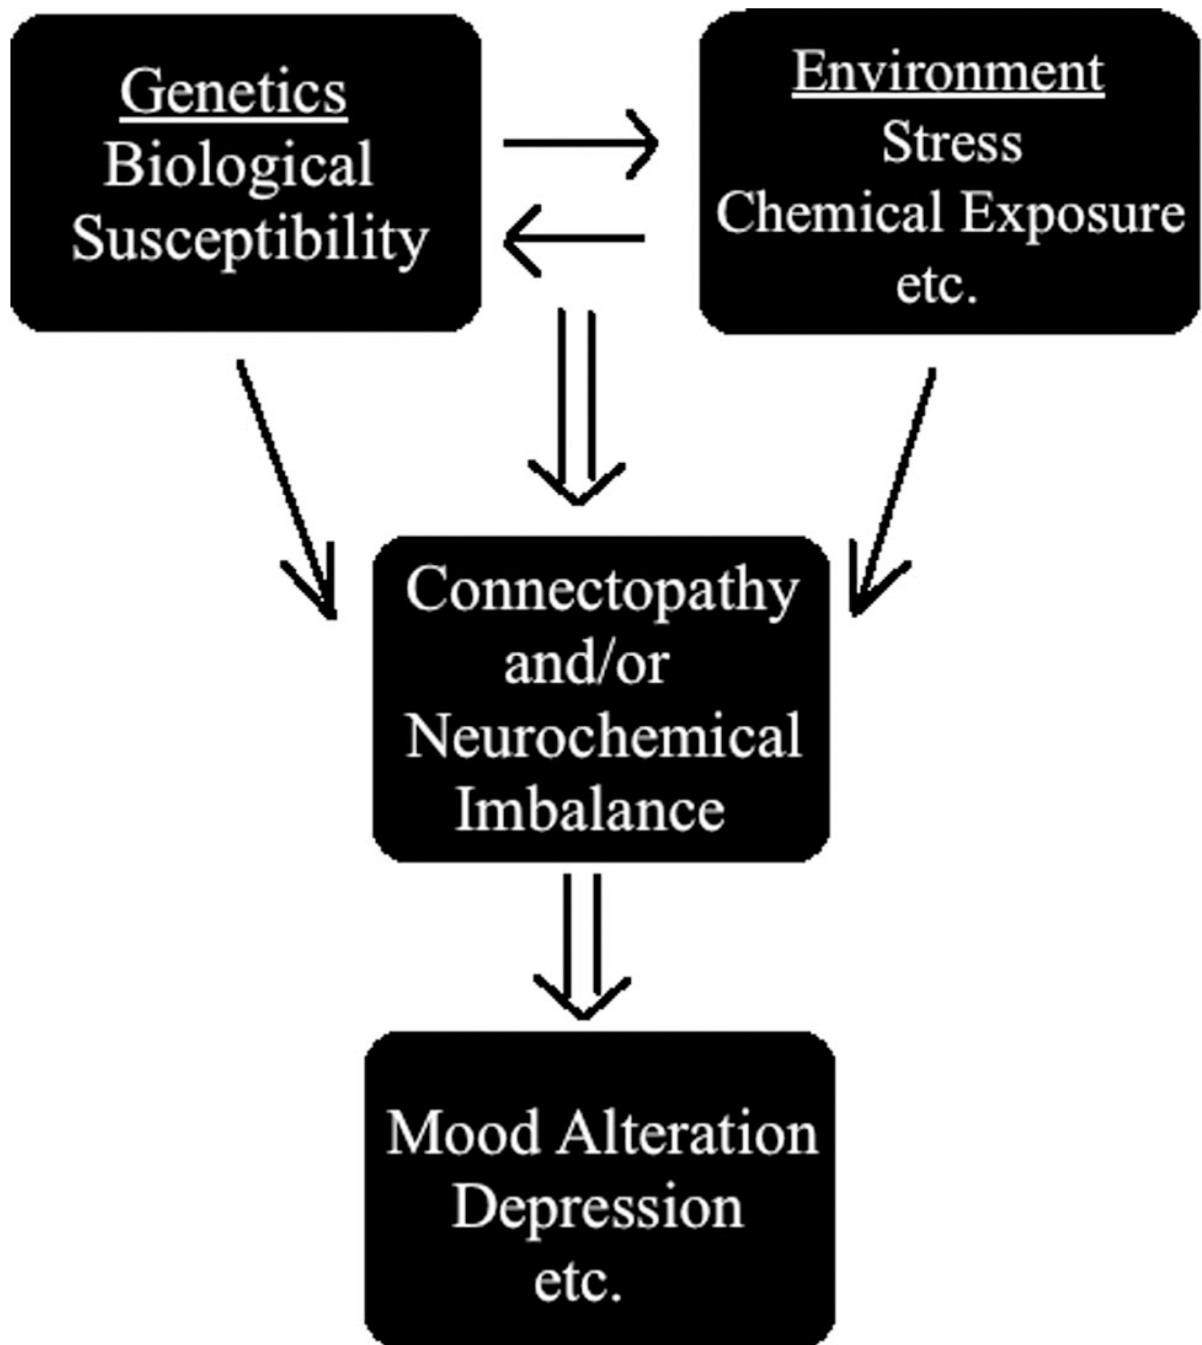 Genetics
Biological
Susceptibility
Environment
Stress
Chemical Exposure
etc.
Connectopathy
and/or
Neurochemical
Imbalance
Mood Alteration
Depression
etc.